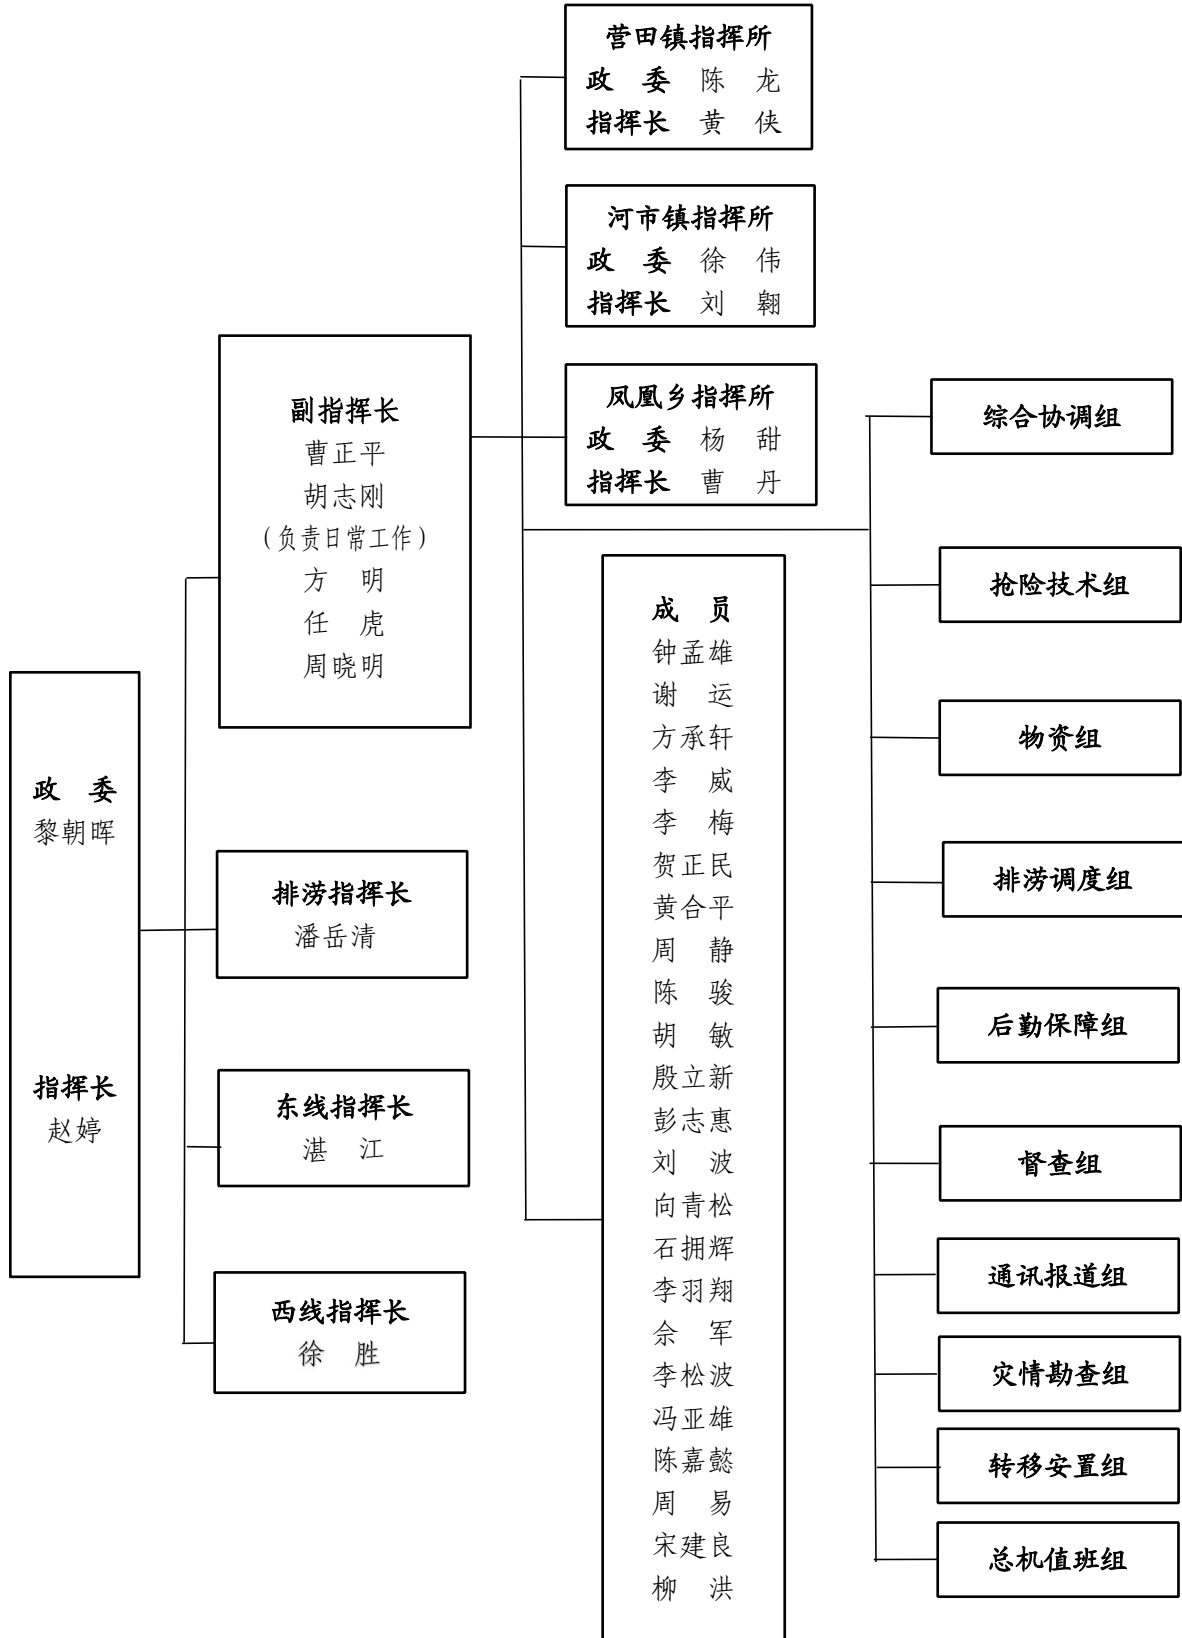 政　委
黎朝晖
指挥长
赵婷
副指挥长
曹正平
胡志刚
（负责日常工作）
方　明
任　虎
周晓明
排涝指挥长
潘岳清
东线指挥长
湛　江
西线指挥长
徐　胜
营田镇指挥所
政　委　陈　龙
指挥长　黄　侠
河市镇指挥所
政　委　徐　伟
指挥长　刘　翱
凤凰乡指挥所
政　委　杨　甜
指挥长　曹　丹
成　员
钟孟雄
谢　运
方承轩
李　威
李　梅
贺正民
黄合平
周　静
陈　骏
胡　敏
殷立新
彭志惠
刘　波
向青松
石拥辉
李羽翔
佘　军
李松波
冯亚雄
陈嘉懿
周　易
宋建良
柳　洪
综合协调组
抢险技术组
物资组
排涝调度组
后勤保障组
督查组
通讯报道组
灾情勘查组
转移安置组
总机值班组